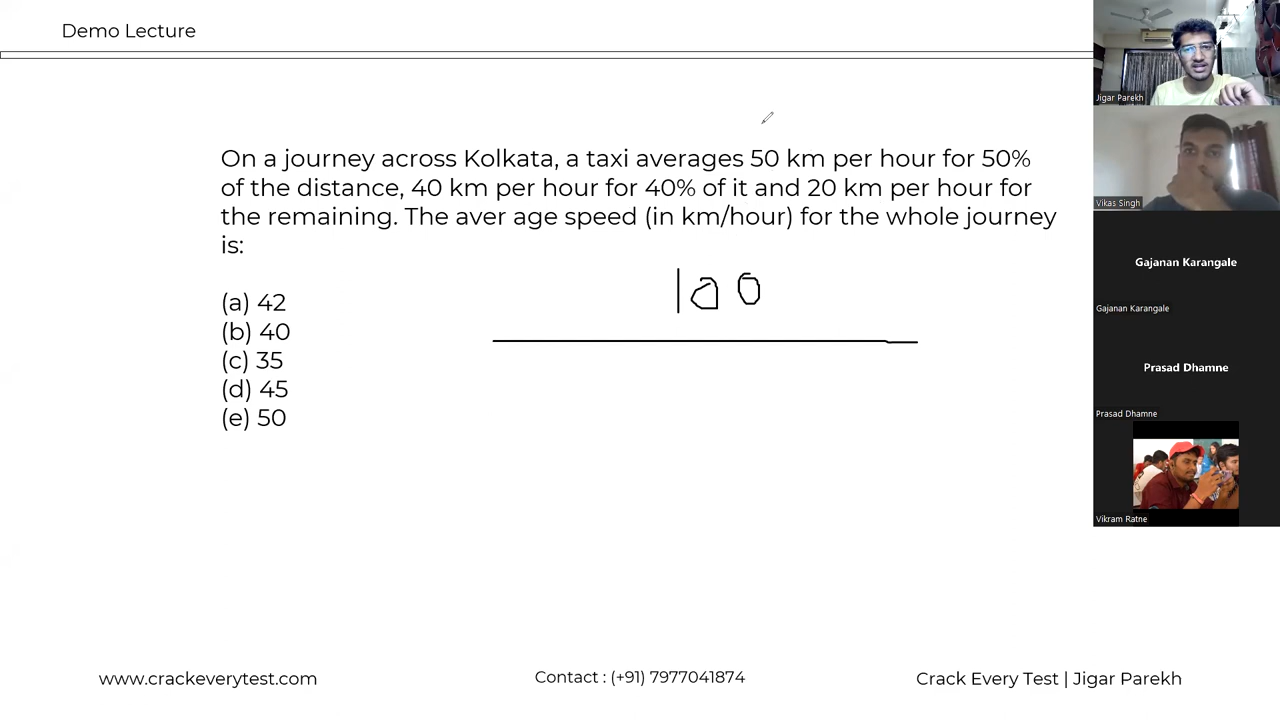 Demo Lecture
On a journey across Kolkata, a taxi averages 50 km per hour for 50%
of the distance, 40 km per hour for 40% of it and 20 km per hour for
the remaining. The aver age speed (in km/hour) for the whole journey
is:
100
(a) 42
(b) 40
(c) 35
(d) 45
(e) 50
www.crackeverytest.com
Contact : (+91) 7977041874
Crack Every Test | Jigar Parekh
Jigar Parekh
Vikas Singh
Gajanan Karangale
Gajanan Karangale
Prasad Dhamne
Prasad Dhamne
Vikram Ratne